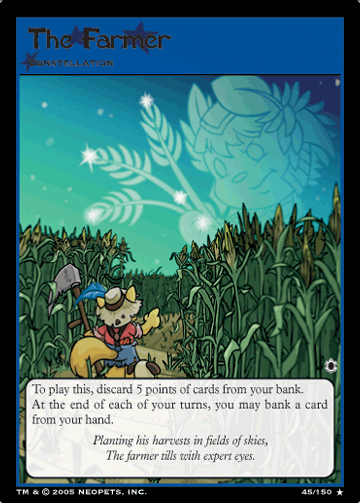 The Farmer
CONSTELLATION
To play this, discard 5 points of cards from your bank.
At the end of each of your turns, you may bank a card
from your hand.
Planting his harvests in fields of skies,
The farmer tills with expert eyes.
TM & © 2005 NEOPETS, INC. 45/150 ★